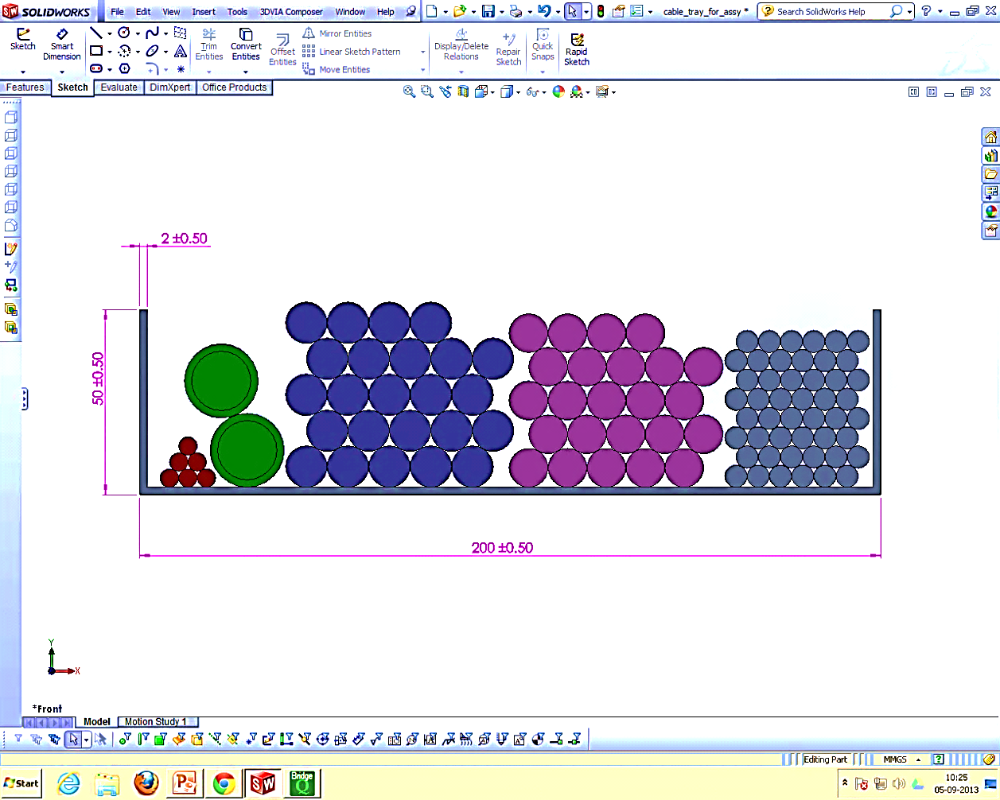 SOLIDWORKS File Edit View Insert Tools 3DVIA Composer Window Help cable_tray_for_assy * Search SolidWorks Help
Sketch Smart Dimension Trim Entities Convert Entities Offset Entities Mirror Entities Linear Sketch Pattern Move Entities Display/Delete Relations Repair Sketch Quick Snaps Rapid Sketch
Features Sketch Evaluate DimXpert Office Products
2 ±0.50
50 ±0.50
200 ±0.50
Y
X
*Front
Model Motion Study 1
Editing Part MMGS
Start Bridge Q 10:25
05-09-2013